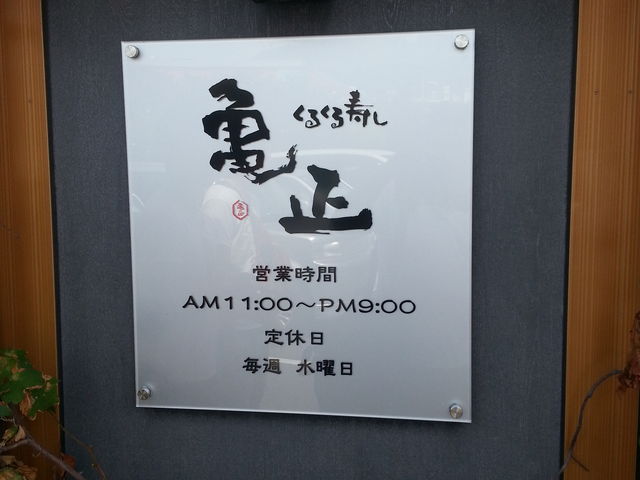 くるくる寿し
亀正
営業時間
AM11:00～PM9:00
定休日
毎週 水曜日